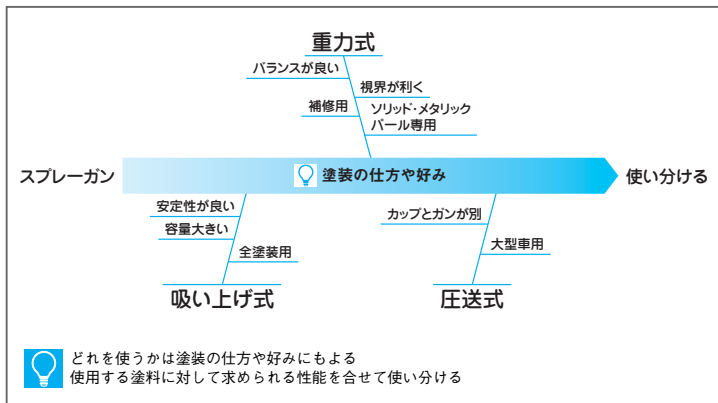 重力式
バランスが良い
視界が利く
補修用
ソリッド・メタリック
パール専用
スプレーガン
塗装の仕方や好み
使い分ける
安定性が良い
容量大きい
全塗装用
吸い上げ式
カップとガンが別
大型車用
圧送式
どれを使うかは塗装の仕方や好みにもよる
使用する塗料に対して求められる性能を合せて使い分ける